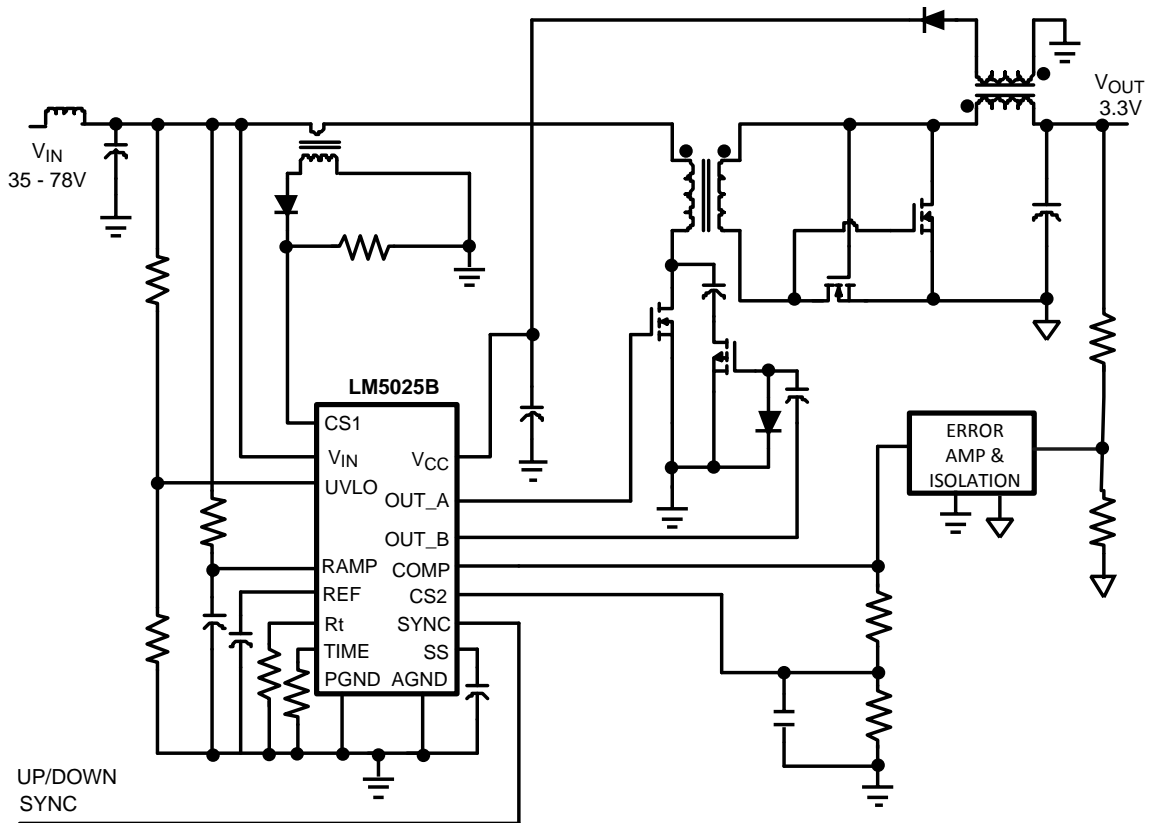 V_OUT
3.3V
V_IN
35 - 78V
LM5025B
CS1
V_IN
UVLO
RAMP
REF
Rt
TIME
PGND
AGND
V_CC
OUT_A
OUT_B
COMP
CS2
SYNC
SS
ERROR
AMP &
ISOLATION
UP/DOWN
SYNC